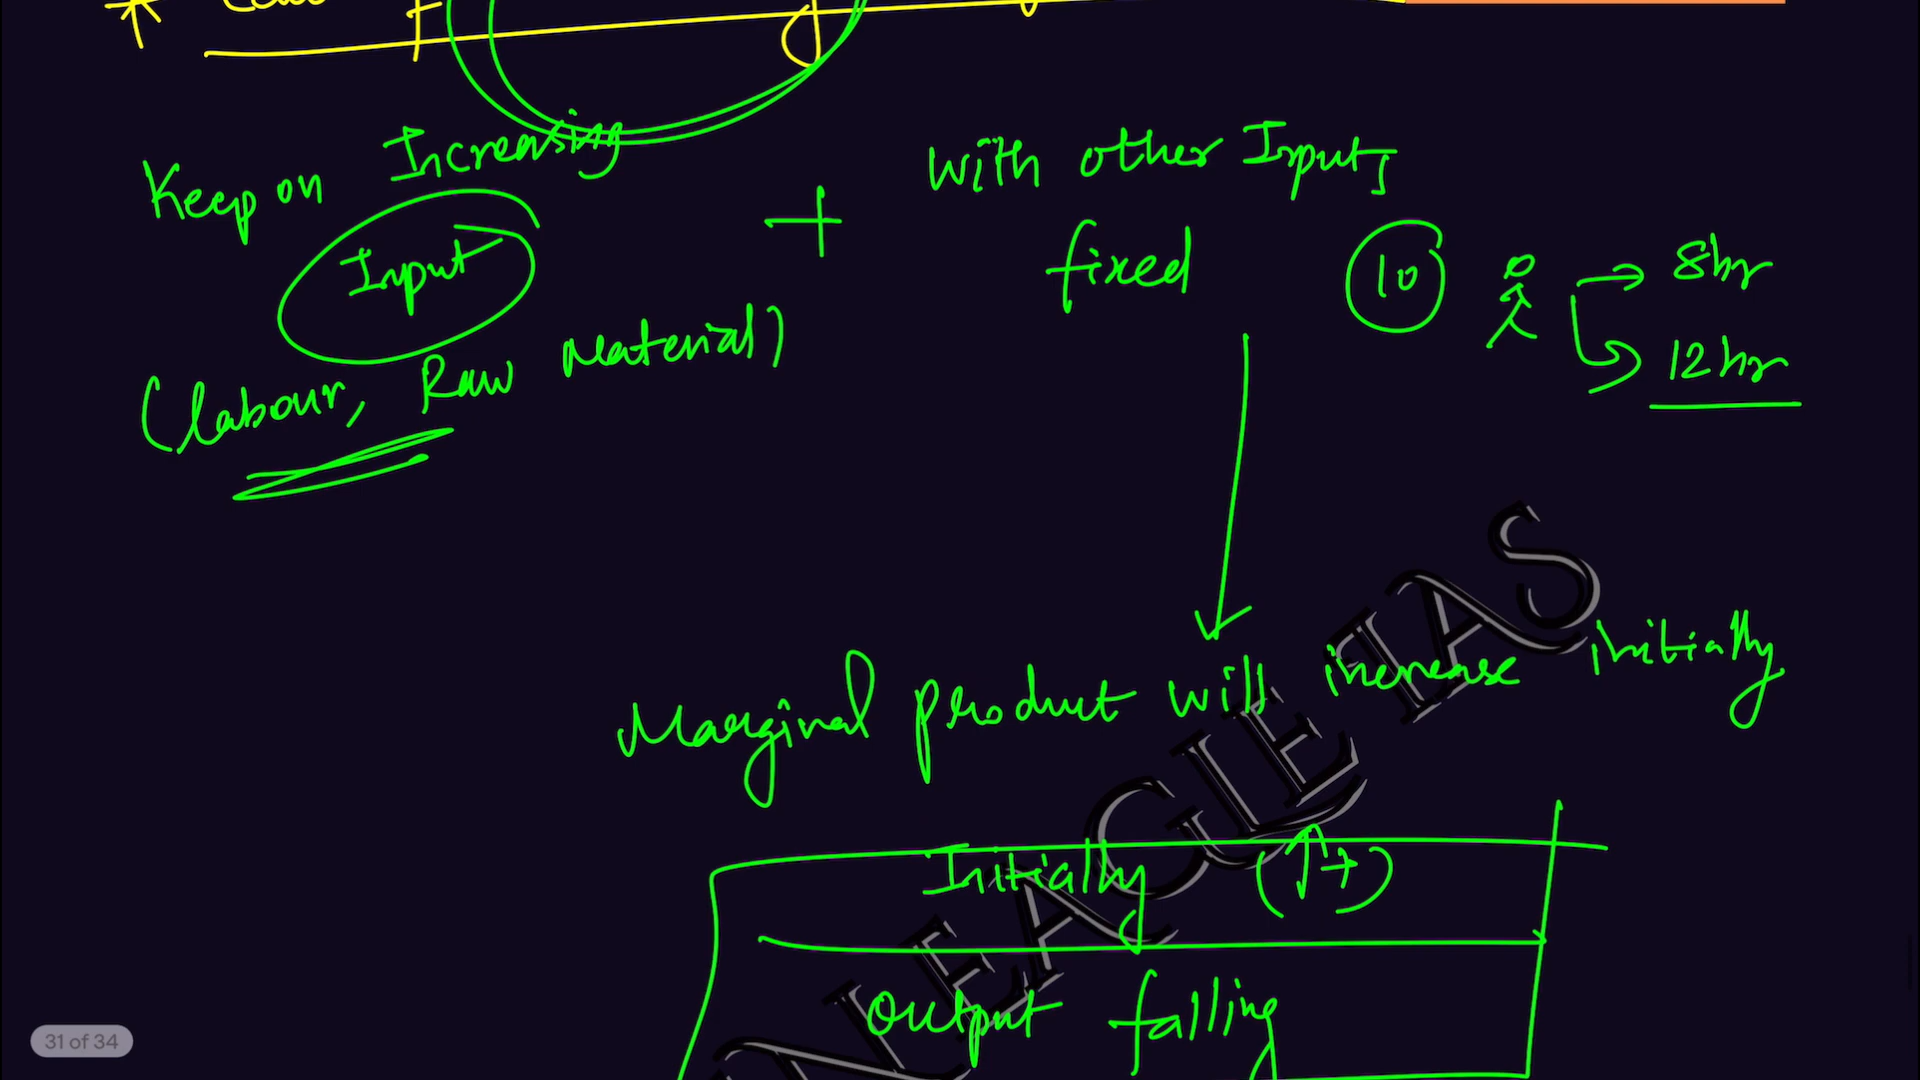 Keep on Increasing
Input
(labour, Raw Material)
+
with other Inputs
fixed
10
8hr
12hr
Marginal product will increase initially
Initially (↑+)
Output falling
NEAGLE IAS
31 of 34